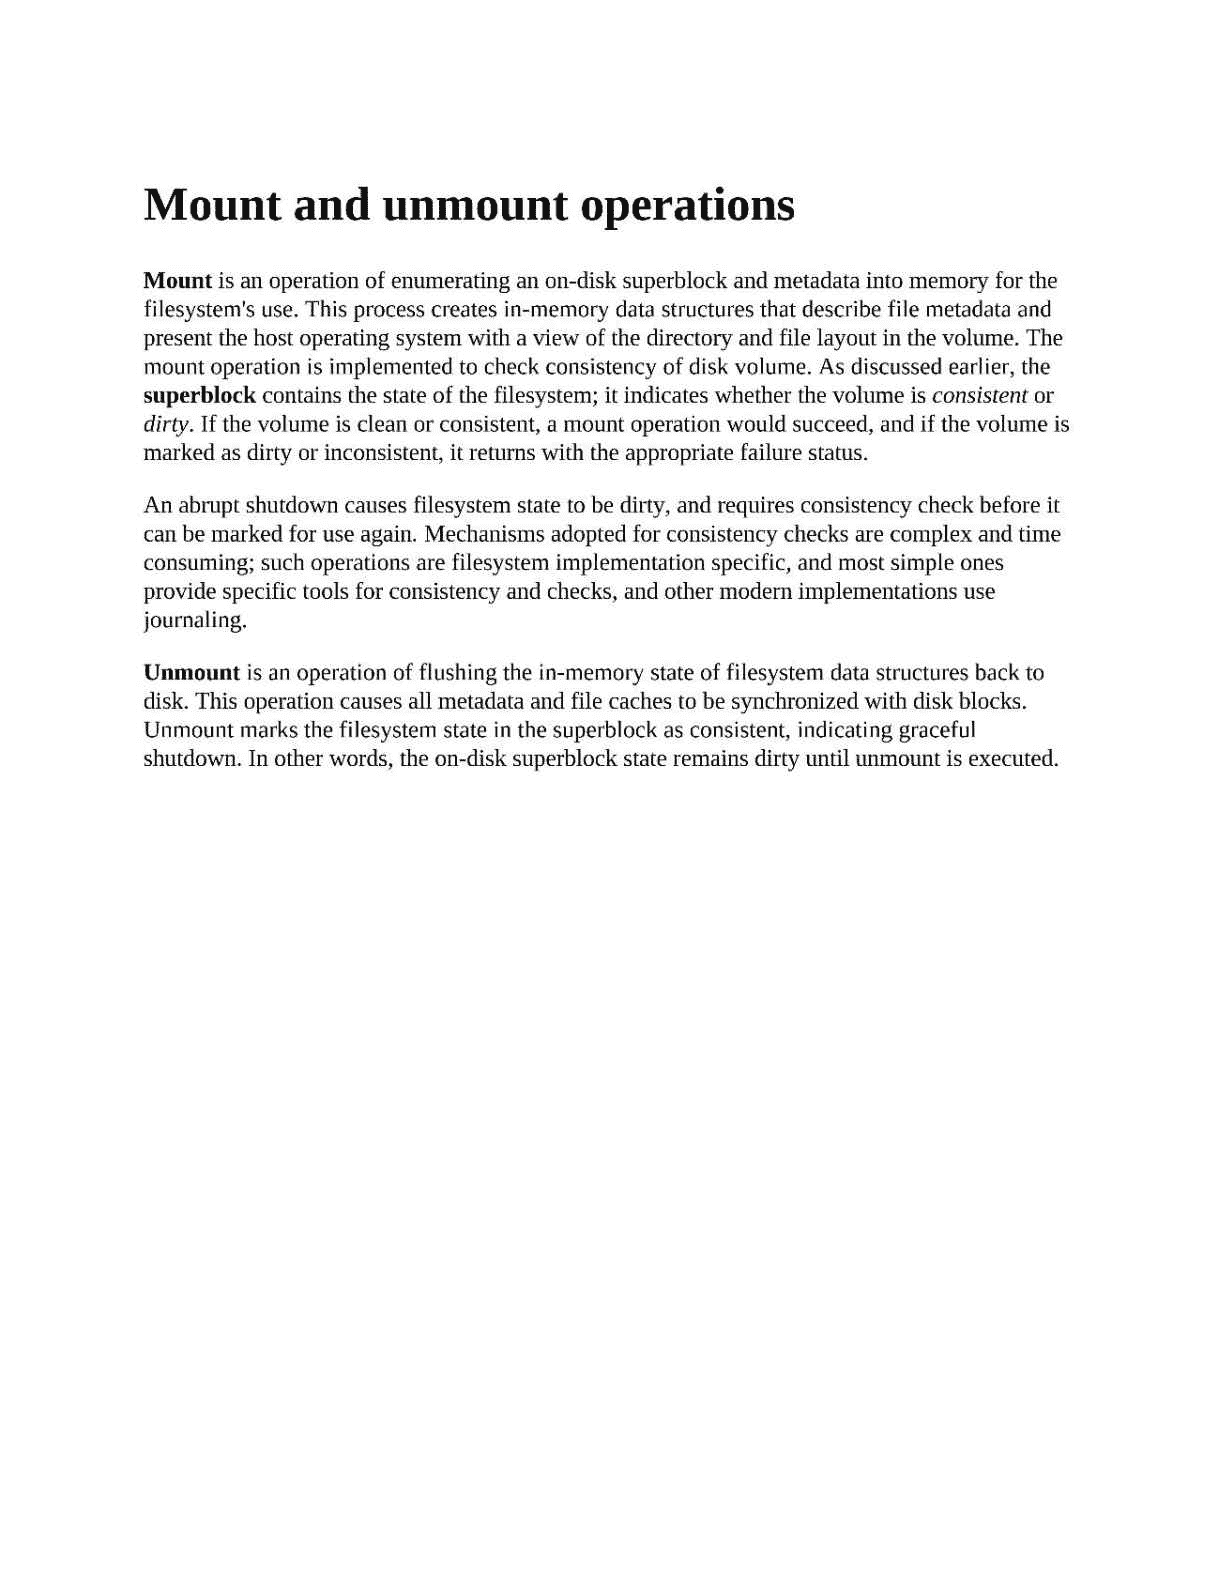 Mount and unmount operations
Mount is an operation of enumerating an on-disk superblock and metadata into memory for the
filesystem's use. This process creates in-memory data structures that describe file metadata and
present the host operating system with a view of the directory and file layout in the volume. The
mount operation is implemented to check consistency of disk volume. As discussed earlier, the
superblock contains the state of the filesystem; it indicates whether the volume is consistent or
dirty. If the volume is clean or consistent, a mount operation would succeed, and if the volume is
marked as dirty or inconsistent, it returns with the appropriate failure status.
An abrupt shutdown causes filesystem state to be dirty, and requires consistency check before it
can be marked for use again. Mechanisms adopted for consistency checks are complex and time
consuming; such operations are filesystem implementation specific, and most simple ones
provide specific tools for consistency and checks, and other modern implementations use
journaling.
Unmount is an operation of flushing the in-memory state of filesystem data structures back to
disk. This operation causes all metadata and file caches to be synchronized with disk blocks.
Unmount marks the filesystem state in the superblock as consistent, indicating graceful
shutdown. In other words, the on-disk superblock state remains dirty until unmount is executed.